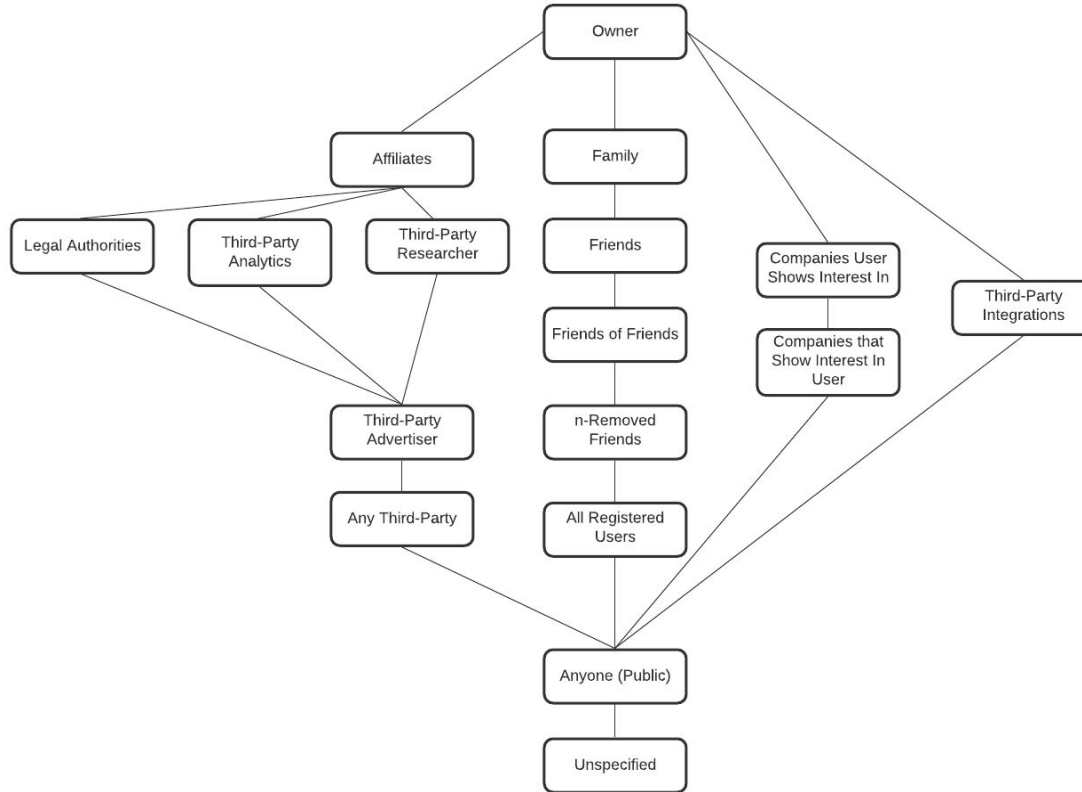 Owner
Affiliates
Family
Legal Authorities
Third-Party
Analytics
Third-Party
Researcher
Friends
Companies User
Shows Interest In
Third-Party
Integrations
Friends of Friends
Companies that
Show Interest In
User
Third-Party
Advertiser
n-Removed
Friends
Any Third-Party
All Registered
Users
Anyone (Public)
Unspecified